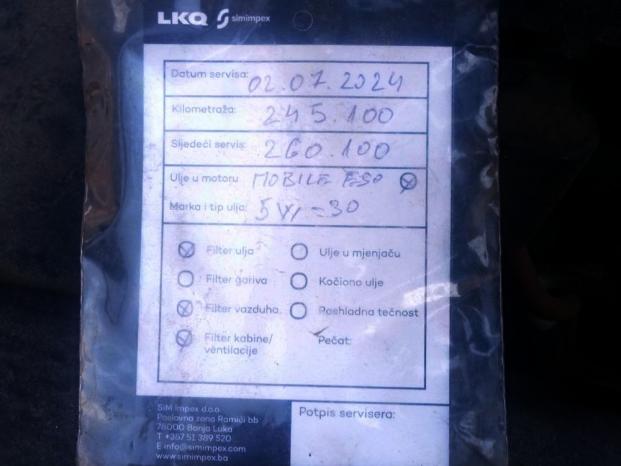 LKQ simimpex
Datum servisa: 02.07.2024
Kilometraža: 245.100
Sljedeći servis: 260.100
Ulje u motoru MOBILE ESO
Marka i tip ulja: 5W-30
Filter ulja
Ulje u mjenjaču
Filter goriva
Kočiono ulje
Filter vazduha
Rashladna tečnost
Filter kabine/
ventilacije
Pečat:
SiM Impex d.o.o.
Poslovna zona Ramići bb
78000 Banja Luka
T +387 51 389 520
E info@simimpex.com
www.simimpex.ba
Potpis servisera: